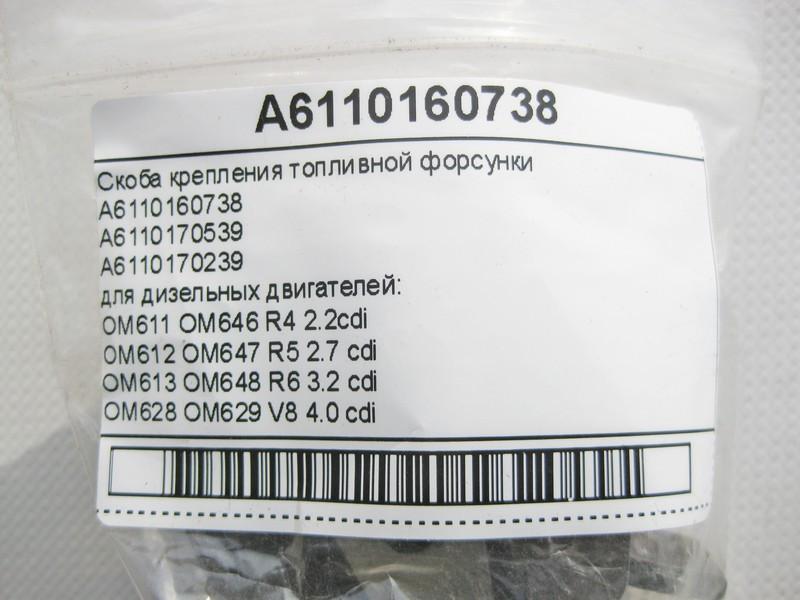 A6110160738
Скоба крепления топливной форсунки
A6110160738
A6110170539
A6110170239
для дизельных двигателей:
OM611 OM646 R4 2.2cdi
OM612 OM647 R5 2.7 cdi
OM613 OM648 R6 3.2 cdi
OM628 OM629 V8 4.0 cdi